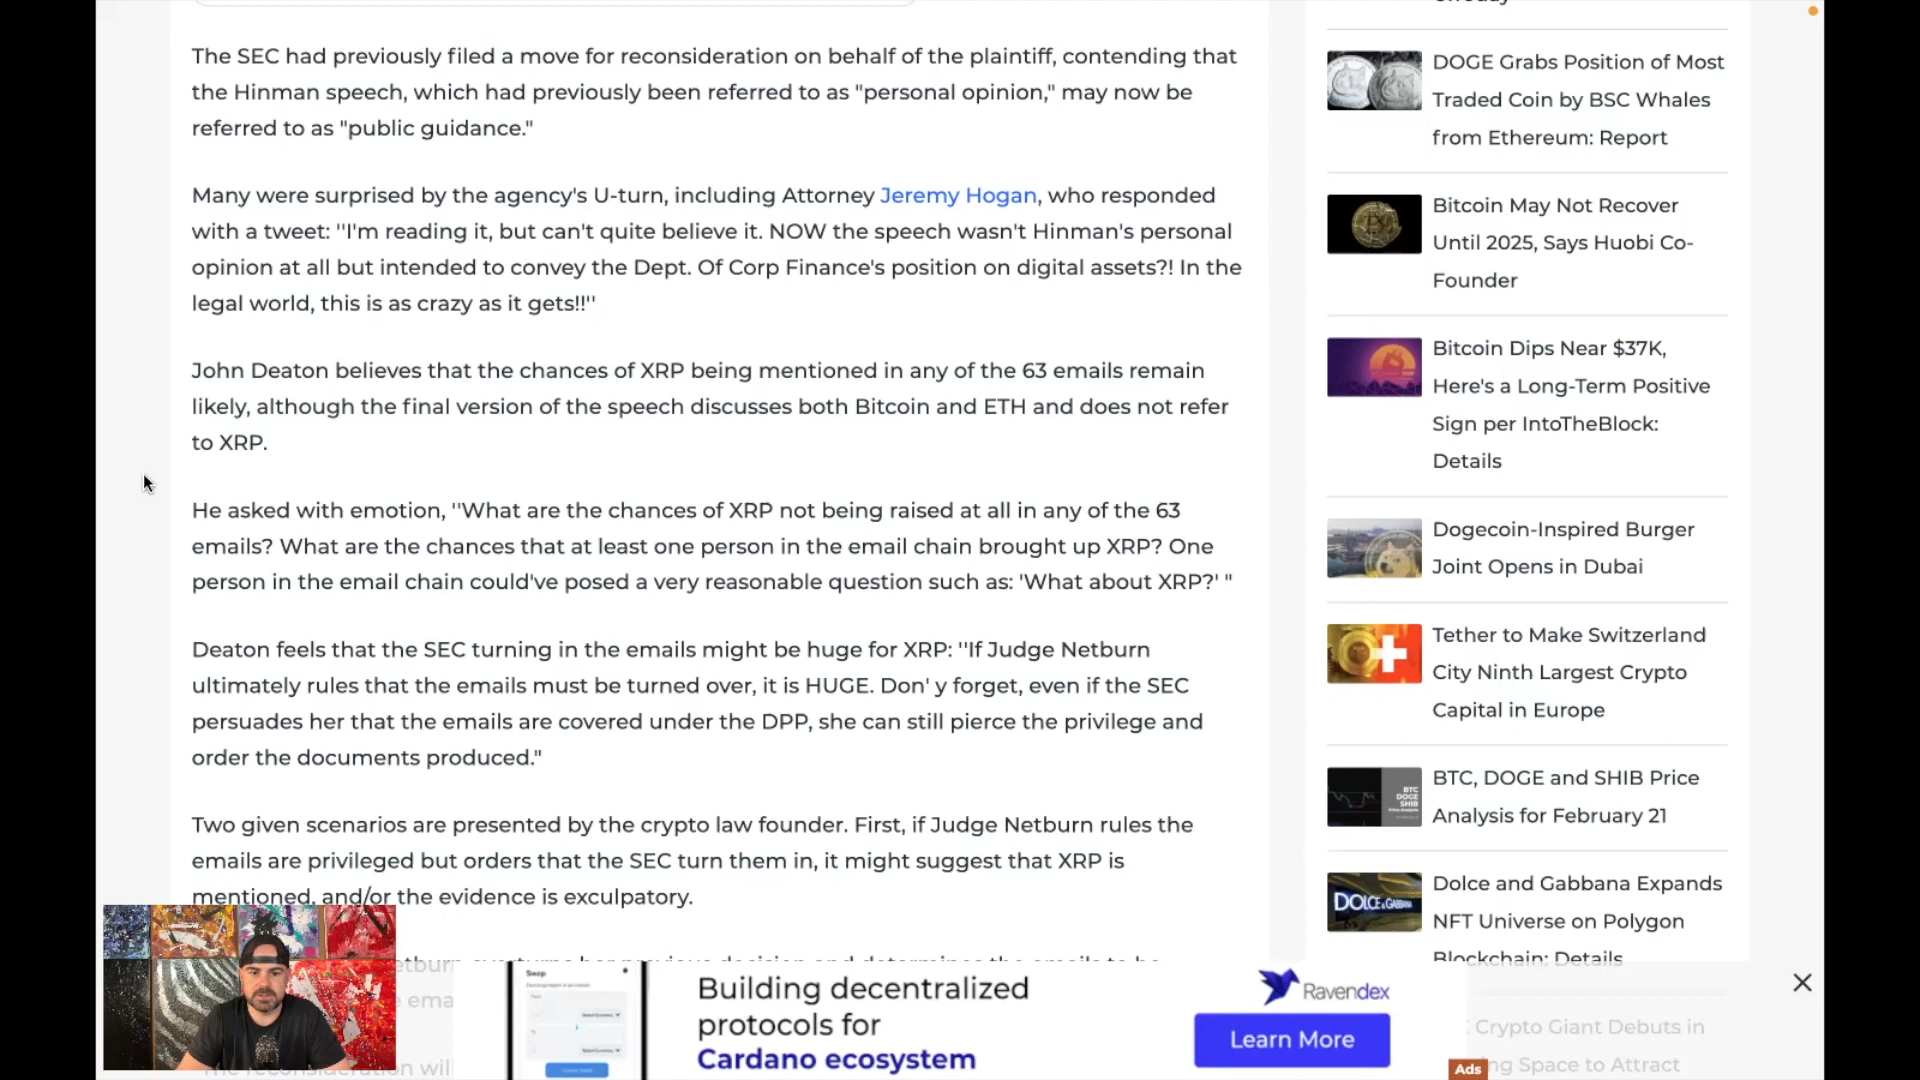 The SEC had previously filed a move for reconsideration on behalf of the plaintiff, contending that
the Hinman speech, which had previously been referred to as "personal opinion," may now be
referred to as "public guidance."
Many were surprised by the agency's U-turn, including Attorney Jeremy Hogan, who responded
with a tweet: ''I'm reading it, but can't quite believe it. NOW the speech wasn't Hinman's personal
opinion at all but intended to convey the Dept. Of Corp Finance's position on digital assets?! In the
legal world, this is as crazy as it gets!!''
John Deaton believes that the chances of XRP being mentioned in any of the 63 emails remain
likely, although the final version of the speech discusses both Bitcoin and ETH and does not refer
to XRP.
He asked with emotion, ''What are the chances of XRP not being raised at all in any of the 63
emails? What are the chances that at least one person in the email chain brought up XRP? One
person in the email chain could've posed a very reasonable question such as: 'What about XRP?' "
Deaton feels that the SEC turning in the emails might be huge for XRP: ''If Judge Netburn
ultimately rules that the emails must be turned over, it is HUGE. Don' y forget, even if the SEC
persuades her that the emails are covered under the DPP, she can still pierce the privilege and
order the documents produced."
Two given scenarios are presented by the crypto law founder. First, if Judge Netburn rules the
emails are privileged but orders that the SEC turn them in, it might suggest that XRP is
mentioned, and/or the evidence is exculpatory.
DOGE Grabs Position of Most
Traded Coin by BSC Whales
from Ethereum: Report
Bitcoin May Not Recover
Until 2025, Says Huobi Co-
Founder
Bitcoin Dips Near $37K,
Here's a Long-Term Positive
Sign per IntoTheBlock:
Details
Dogecoin-Inspired Burger
Joint Opens in Dubai
Tether to Make Switzerland
City Ninth Largest Crypto
Capital in Europe
BTC, DOGE and SHIB Price
Analysis for February 21
BTC
DOGE
SHIB
Dolce and Gabbana Expands
NFT Universe on Polygon
Blockchain: Details
DOLCE & GABBANA
Crypto Giant Debuts in
Space to Attract
The reconsideration will
Swap
Building decentralized
protocols for
Cardano ecosystem
Ravendex
Learn More
Ads